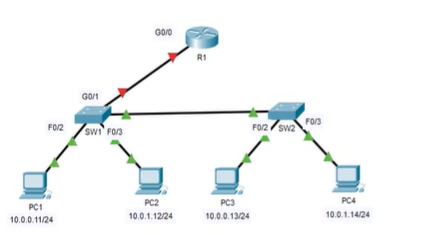 G0/0
R1
G0/1
F0/2
SW1
F0/3
F0/2
SW2
F0/3
PC1
10.0.0.11/24
PC2
10.0.1.12/24
PC3
10.0.0.13/24
PC4
10.0.1.14/24